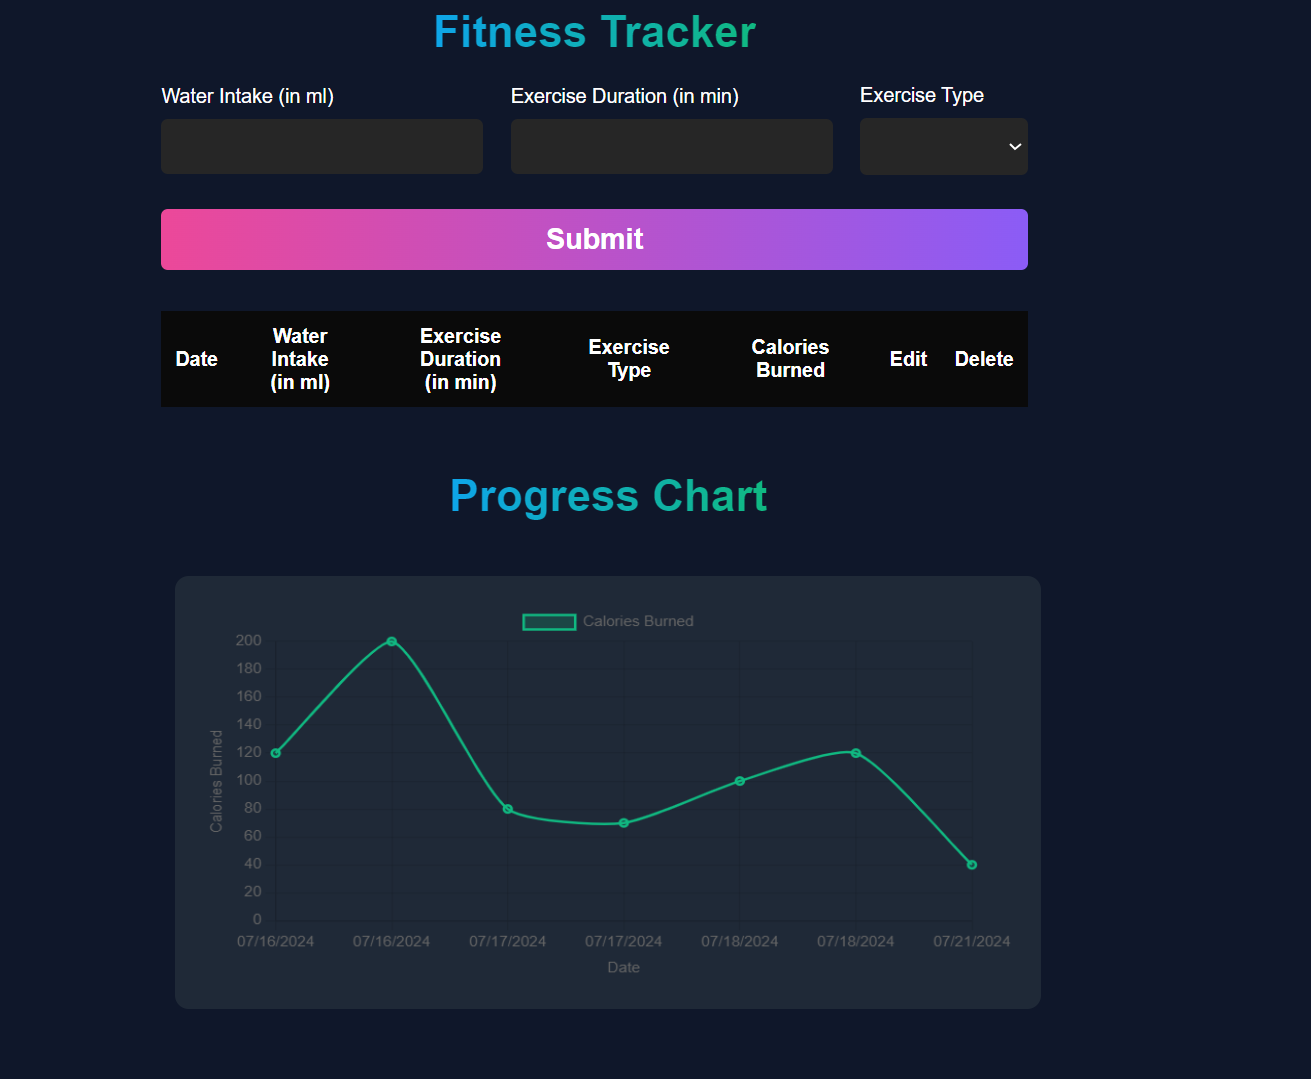 Fitness Tracker
Water Intake (in ml)
Exercise Duration (in min)
Exercise Type
Submit
Date
Water
Intake
(in ml)
Exercise
Duration
(in min)
Exercise
Type
Calories
Burned
Edit
Delete
Progress Chart
Calories Burned
Calories Burned
200
180
160
140
120
100
80
60
40
20
0
07/16/2024
07/16/2024
07/17/2024
07/17/2024
07/18/2024
07/18/2024
07/21/2024
Date